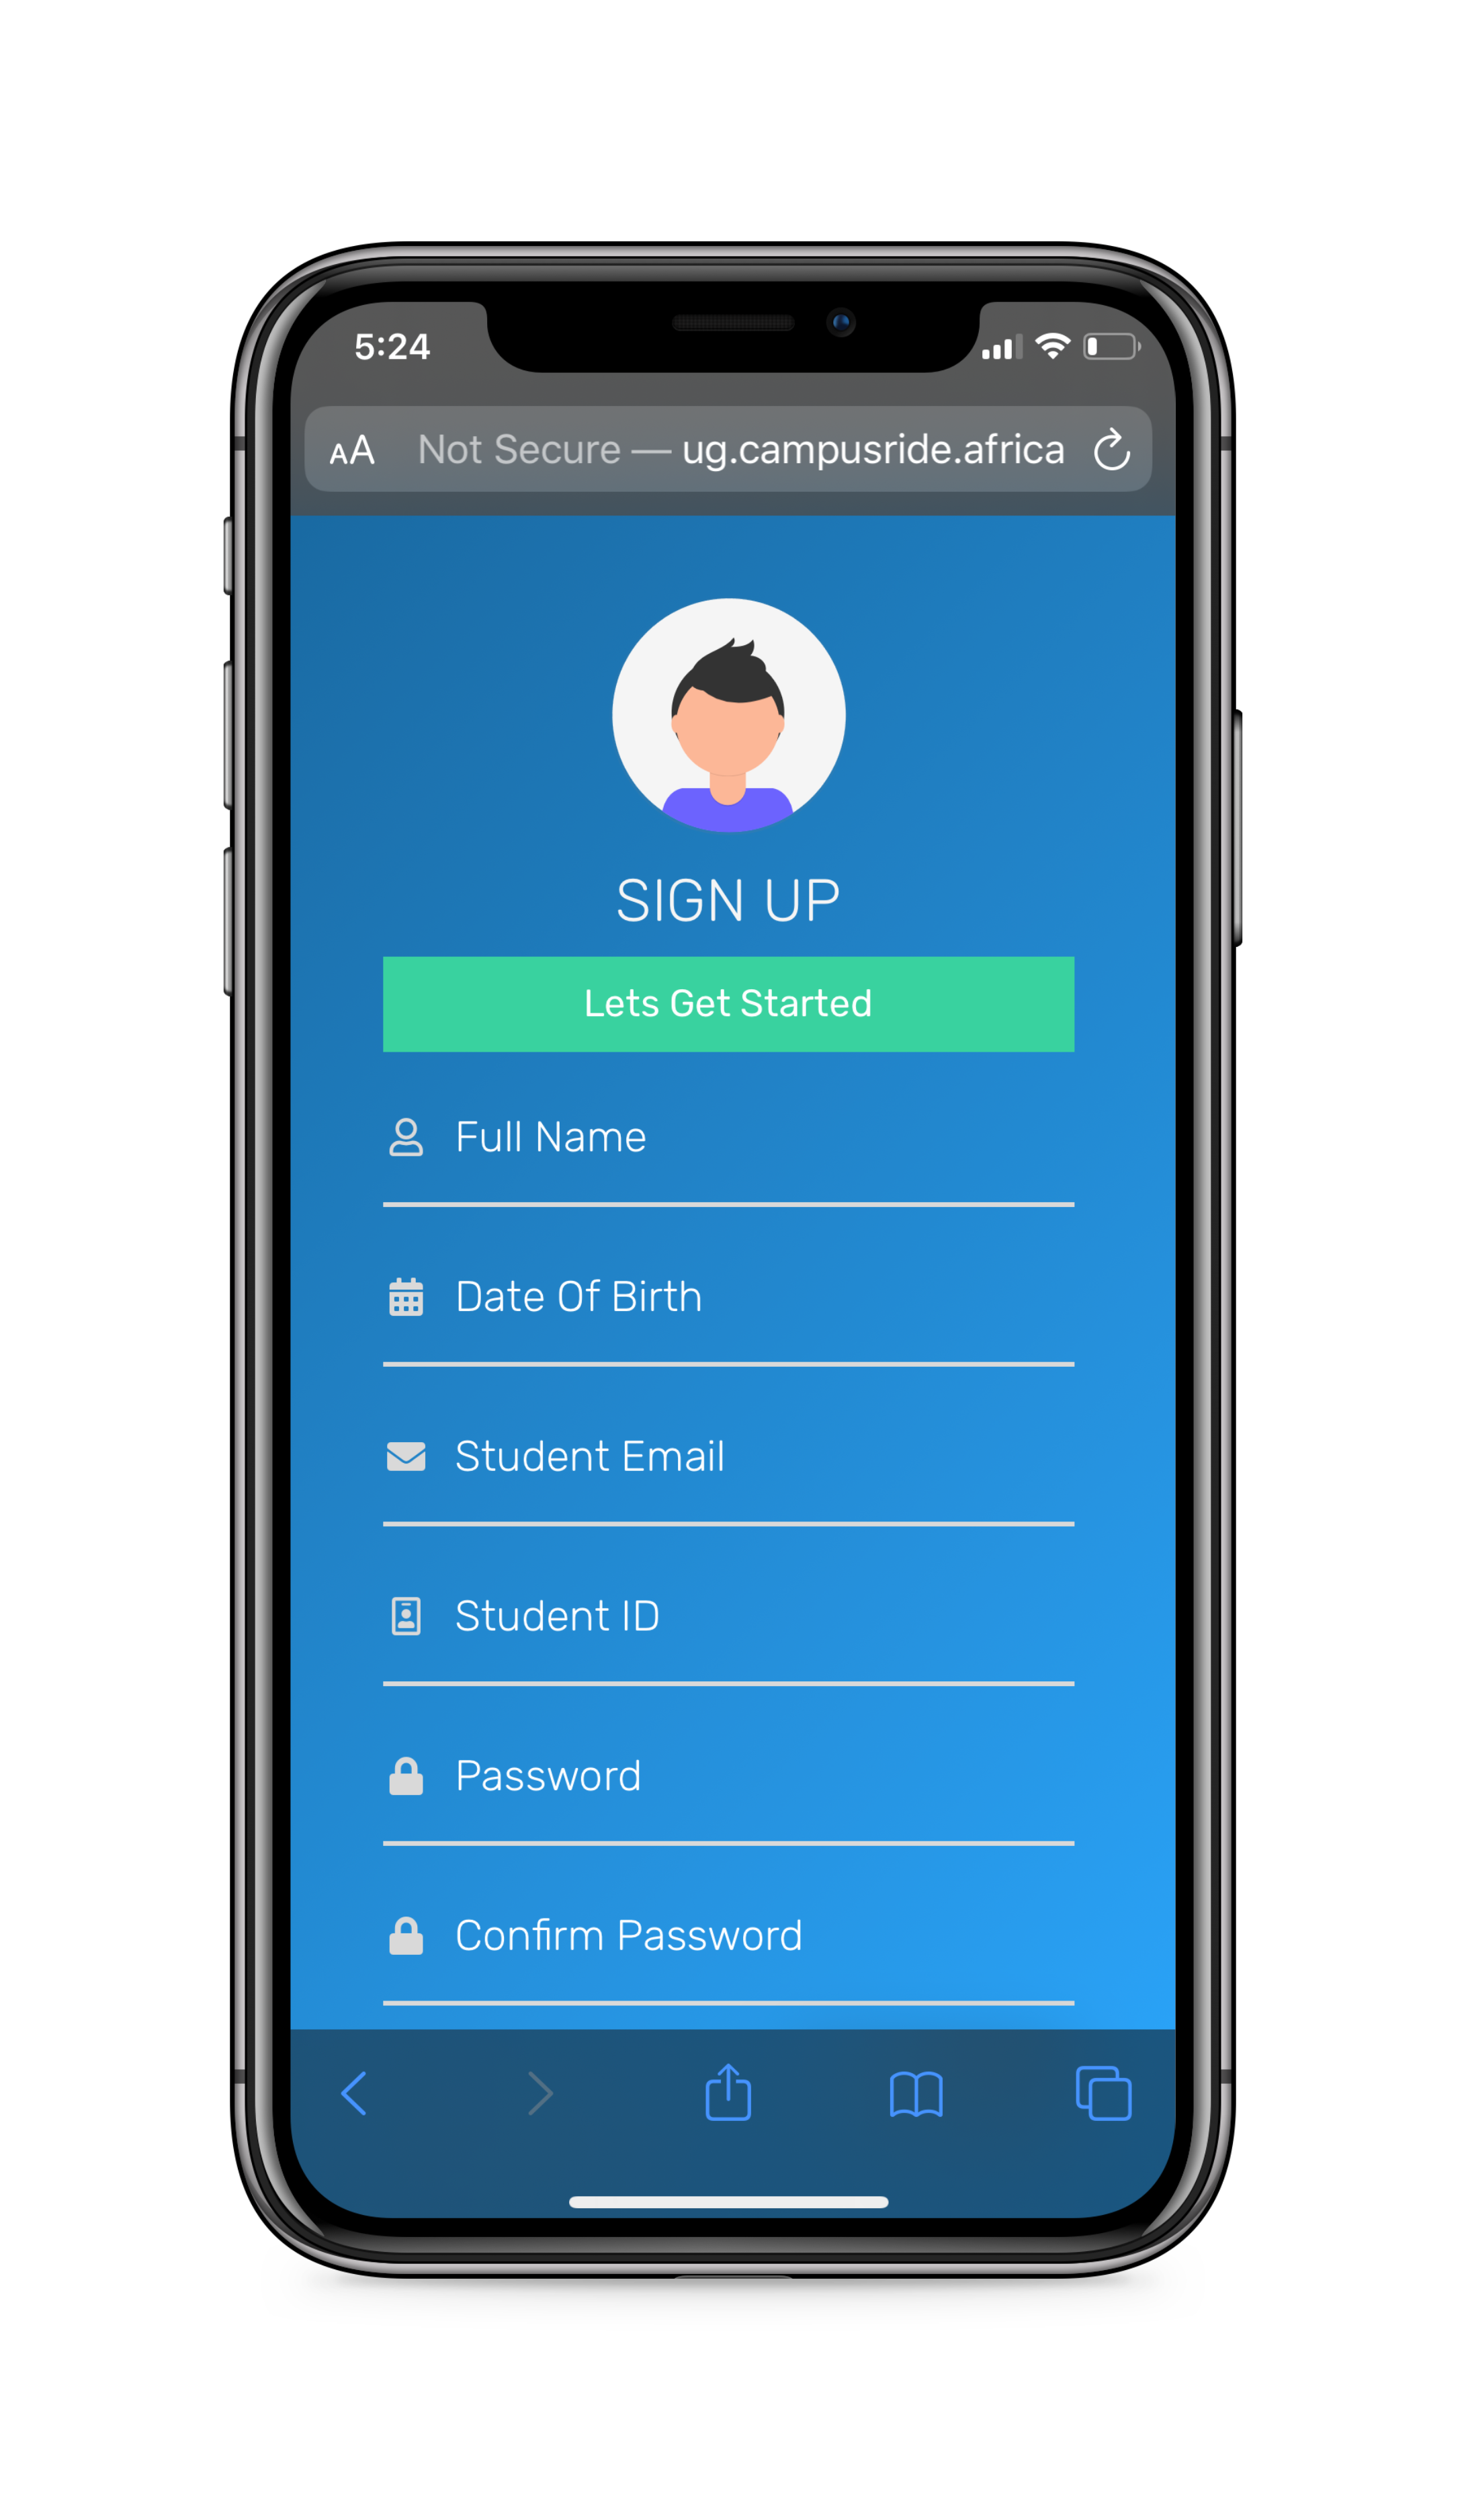 5:24
AA Not Secure — ug.campusride.africa
SIGN UP
Lets Get Started
Full Name
Date Of Birth
Student Email
Student ID
Password
Confirm Password